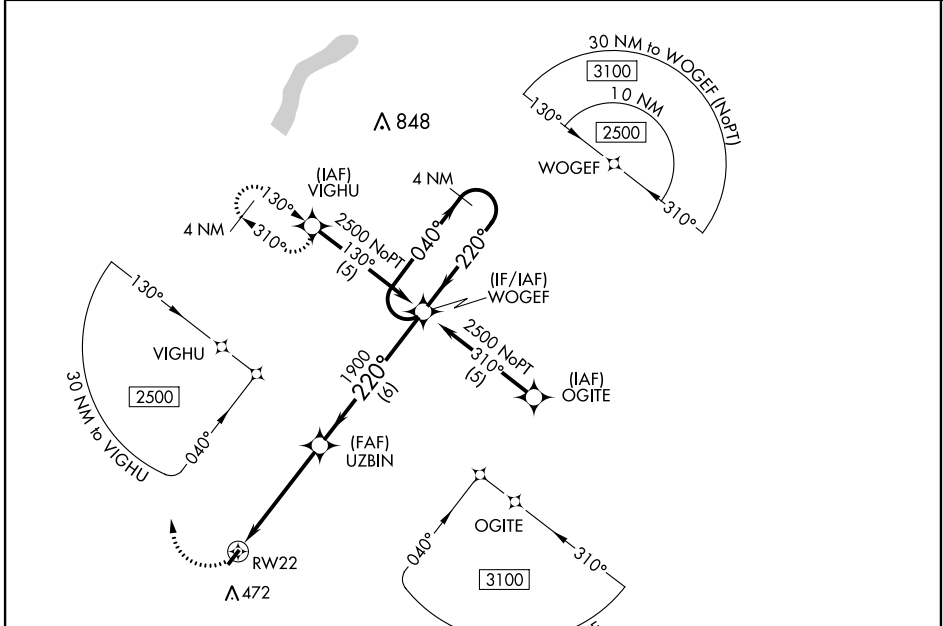 30 NM to WOGEF (NoPT)
3100
10 NM
2500
130°
WOGEF
310°
848
(IAF)
VIGHU
130°
4 NM
310°
4 NM
040°
220°
2500 NoPT
130°
(5)
(IF/IAF)
WOGEF
2500 NoPT
310°
(5)
(IAF)
OGITE
130°
VIGHU
2500
040°
30 NM to VIGHU
1900
220°
(6)
(FAF)
UZBIN
RW22
472
OGITE
040°
310°
3100